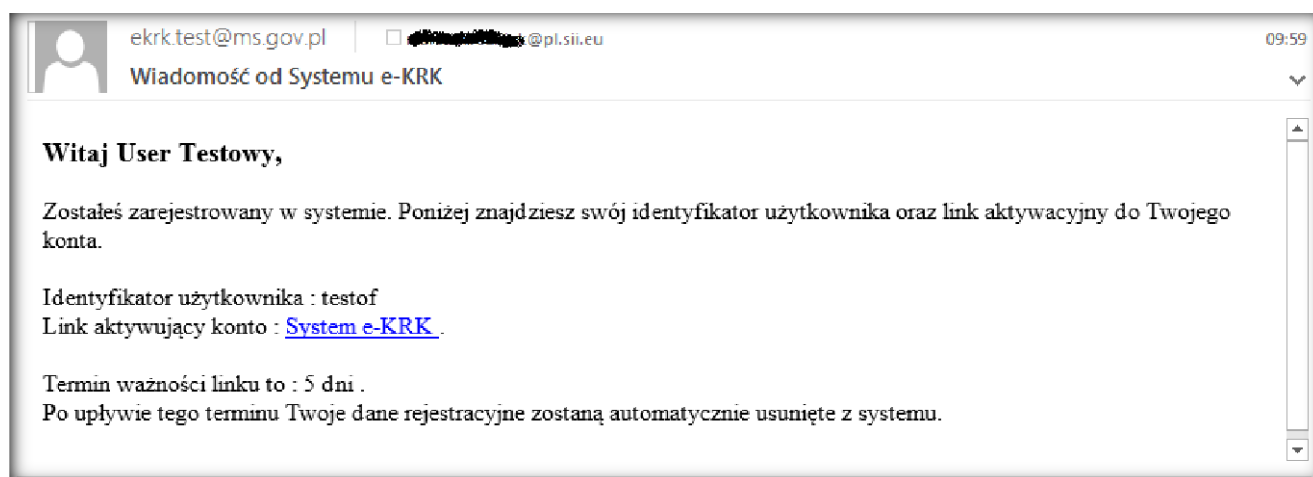 ekrk.test@ms.gov.pl @pl.sii.eu 09:59
Wiadomość od Systemu e-KRK
Witaj User Testowy,
Zostałeś zarejestrowany w systemie. Poniżej znajdziesz swój identyfikator użytkownika oraz link aktywacyjny do Twojego
konta.
Identyfikator użytkownika : testof
Link aktywujący konto : System e-KRK .
Termin ważności linku to : 5 dni .
Po upływie tego terminu Twoje dane rejestracyjne zostaną automatycznie usunięte z systemu.